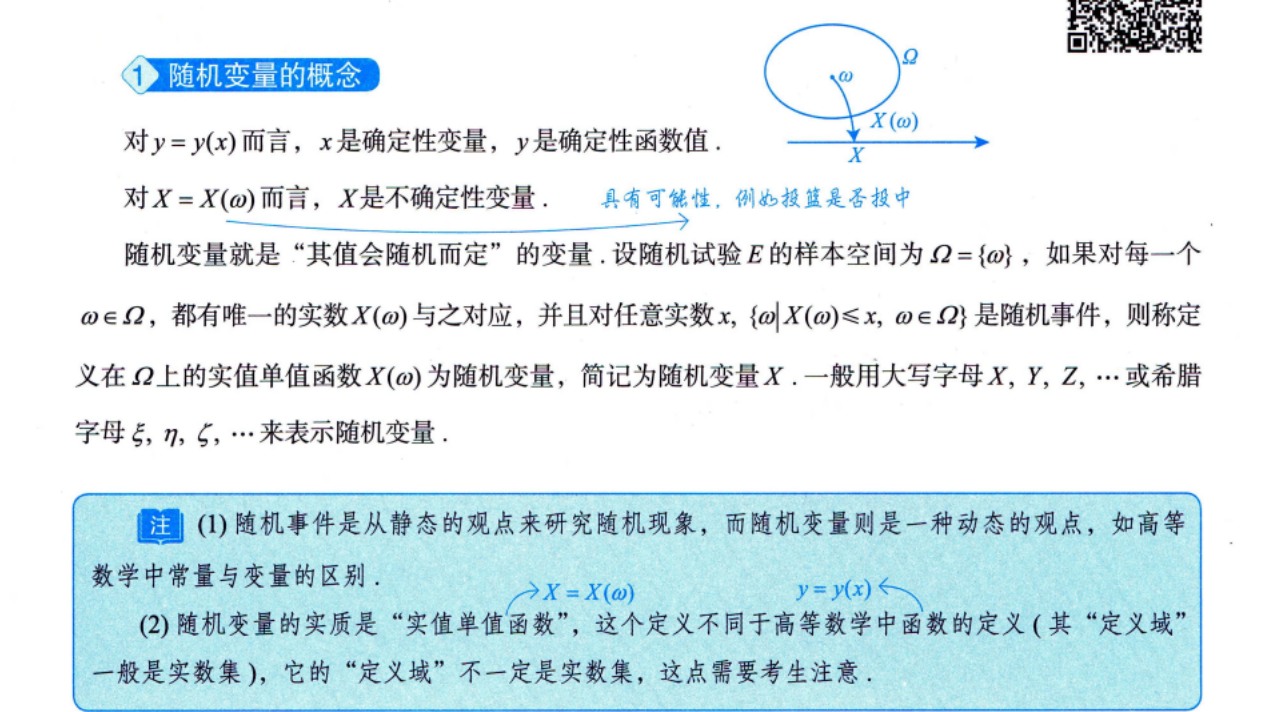 1 随机变量的概念
Ω
ω
X(ω)
X
对 y = y(x) 而言，x 是确定性变量，y 是确定性函数值 .
对 X = X(ω) 而言，X 是不确定性变量 .  具有可能性，例如投篮是否投中
随机变量就是“其值会随机而定”的变量 . 设随机试验 E 的样本空间为 Ω = {ω} ，如果对每一个
ω∈Ω，都有唯一的实数 X(ω) 与之对应，并且对任意实数 x, {ω|X(ω)≤x, ω∈Ω} 是随机事件，则称定
义在 Ω 上的实值单值函数 X(ω) 为随机变量，简记为随机变量 X . 一般用大写字母 X, Y, Z, … 或希腊
字母 ξ, η, ζ, … 来表示随机变量 .
注 (1) 随机事件是从静态的观点来研究随机现象，而随机变量则是一种动态的观点，如高等
数学中常量与变量的区别 .
X = X(ω)  y = y(x)
(2) 随机变量的实质是“实值单值函数”，这个定义不同于高等数学中函数的定义 ( 其“定义域”
一般是实数集 )，它的“定义域”不一定是实数集，这点需要考生注意 .